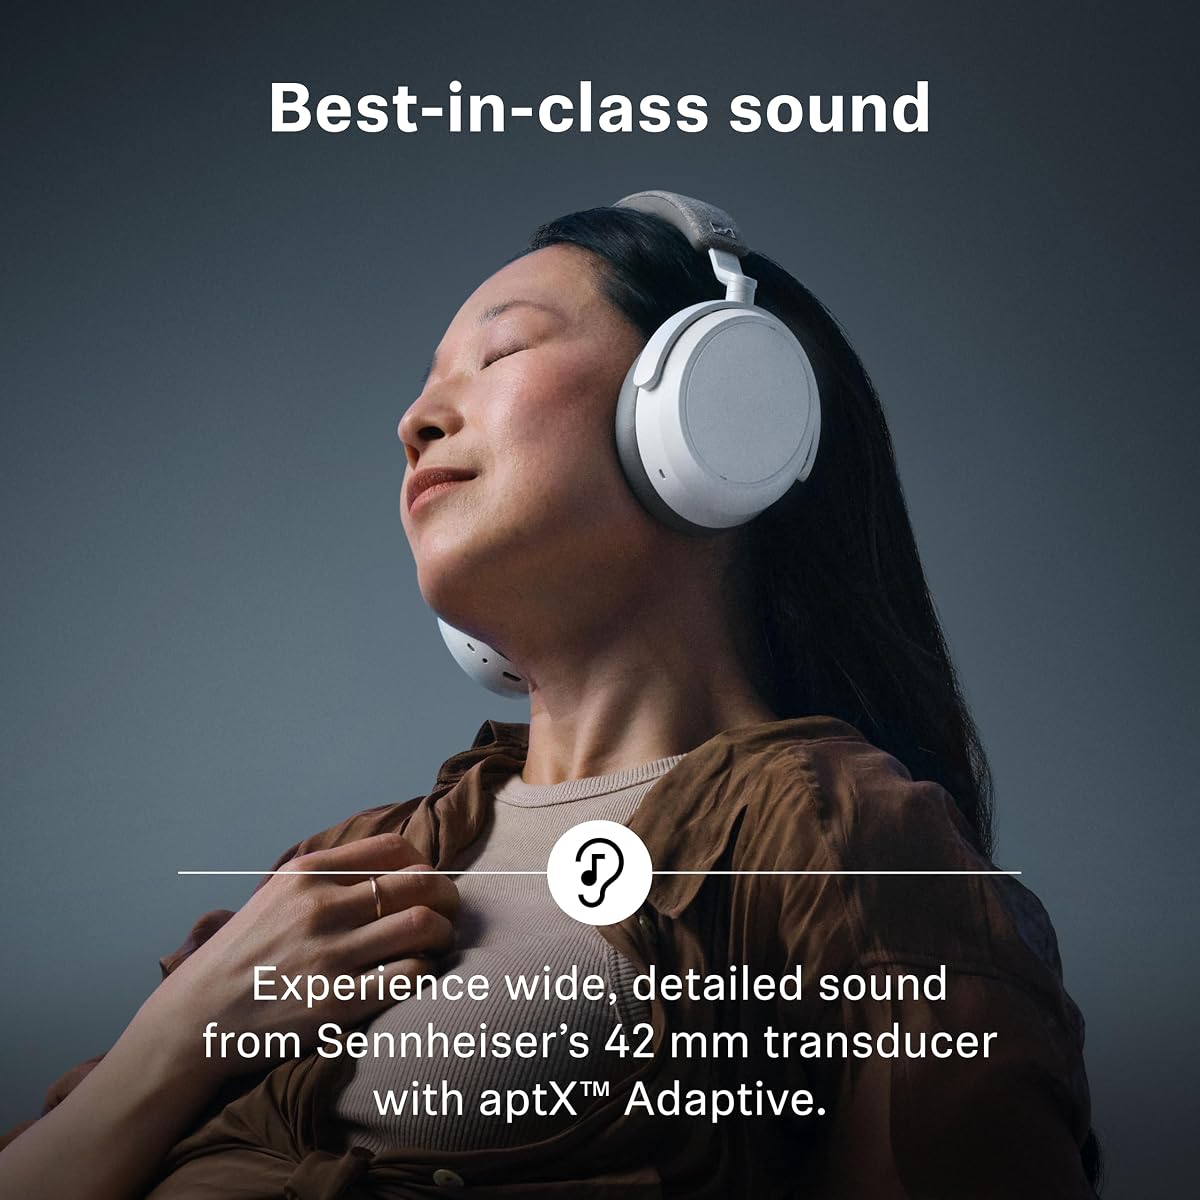 Best-in-class sound
Experience wide, detailed sound
from Sennheiser’s 42 mm transducer
with aptX™ Adaptive.